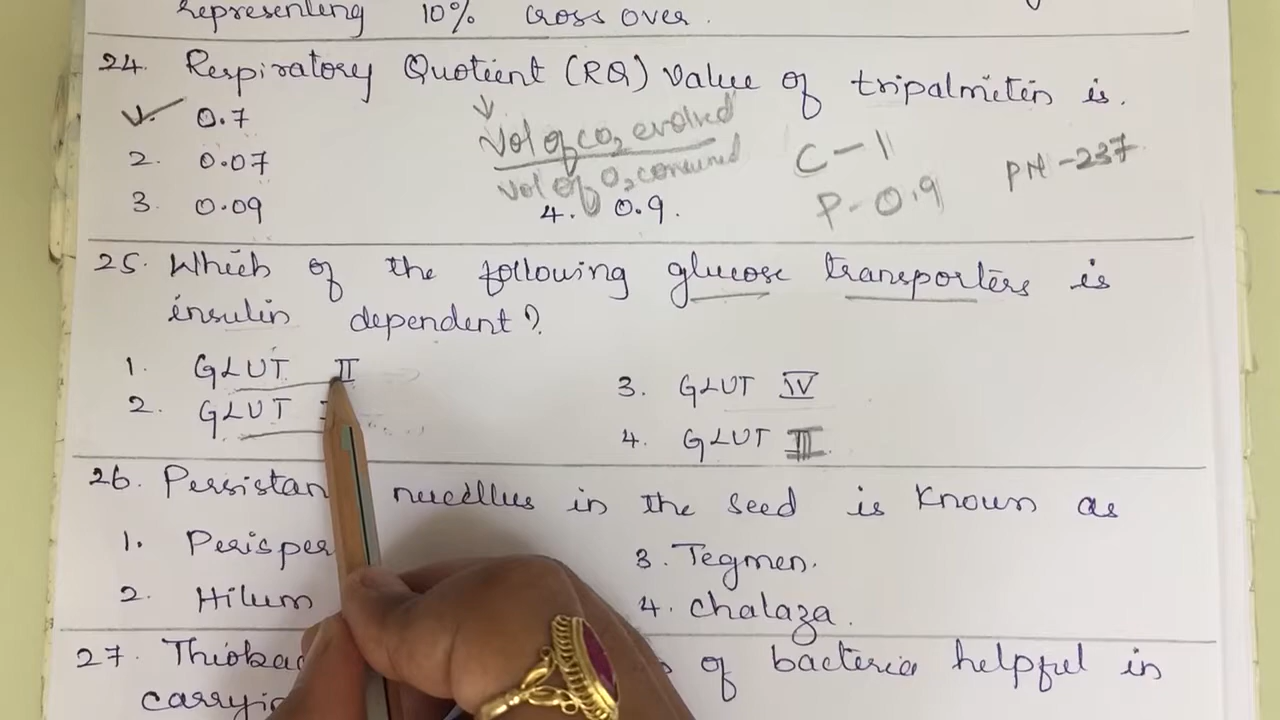 representing 10% cross over.
24. Respiratory Quotient (RQ) value of tripalmitin is.
✓. 0.7
Vol of CO₂ evolved
Vol of O₂ consumed
C - 1
P - 0.9
PN - 237
2. 0.07
3. 0.09
4. 0.9.
25. Which of the following glucose transporters is
insulin dependent?
1. GLUT II
3. GLUT IV
2. GLUT
4. GLUT III
26. Persistan nucellus in the seed is known as
1. Perisper
3. Tegmen.
2. Hilum
4. Chalaza.
27. of bacteria helpful in